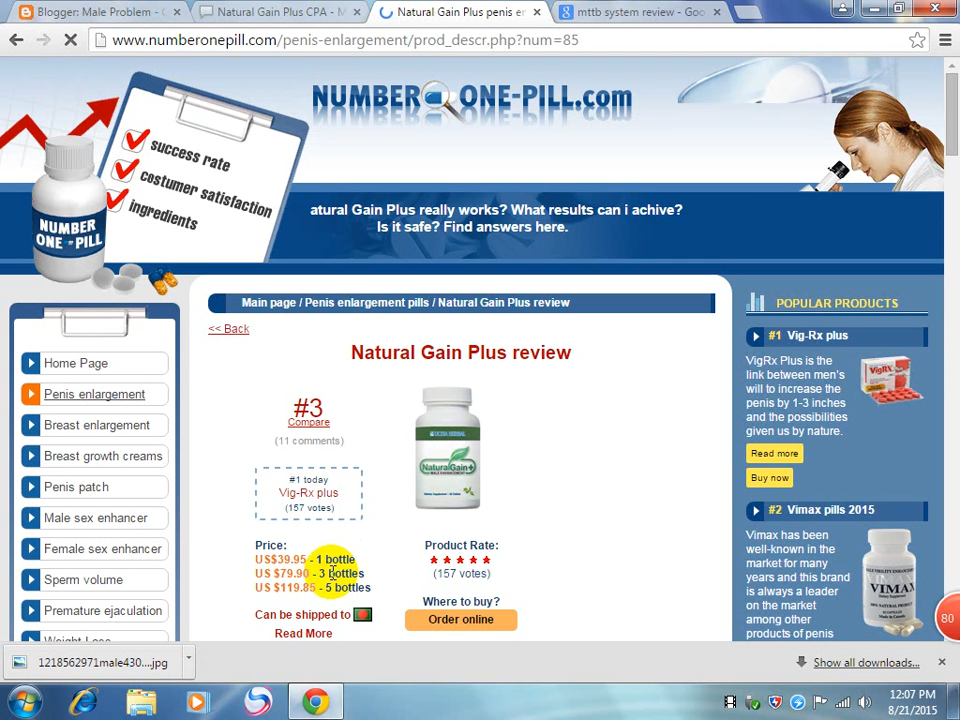 Blogger: Male Problem - C
Natural Gain Plus CPA - M
Natural Gain Plus penis er
mttb system review - Goo
www.numberonepill.com/penis-enlargement/prod_descr.php?num=85
success rate
costumer satisfaction
ingredients
NUMBER ONE-PILL.com
NUMBER
ONE-PILL
atural Gain Plus really works? What results can i achive?
Is it safe? Find answers here.
Main page / Penis enlargement pills / Natural Gain Plus review
<< Back
Natural Gain Plus review
#3
Compare
(11 comments)
#1 today
Vig-Rx plus
(157 votes)
Price:
US$39.95 - 1 bottle
US $79.90 - 3 bottles
US $119.85 - 5 bottles
Can be shipped to
Read More
NaturalGain+
Product Rate:
(157 votes)
Where to buy?
Order online
Home Page
Penis enlargement
Breast enlargement
Breast growth creams
Penis patch
Male sex enhancer
Female sex enhancer
Sperm volume
Premature ejaculation
Weight Loss
POPULAR PRODUCTS
#1 Vig-Rx plus
VigRx Plus is the
link between men's
will to increase the
penis by 1-3 inches
and the possibilities
given us by nature.
Read more
Buy now
VigRX
#2 Vimax pills 2015
Vimax has been
well-known in the
market for many
years and this brand
is always a leader
on the market
among other
products of penis
VIMAX
80
1218562971male430....jpg
Show all downloads...
12:07 PM
8/21/2015